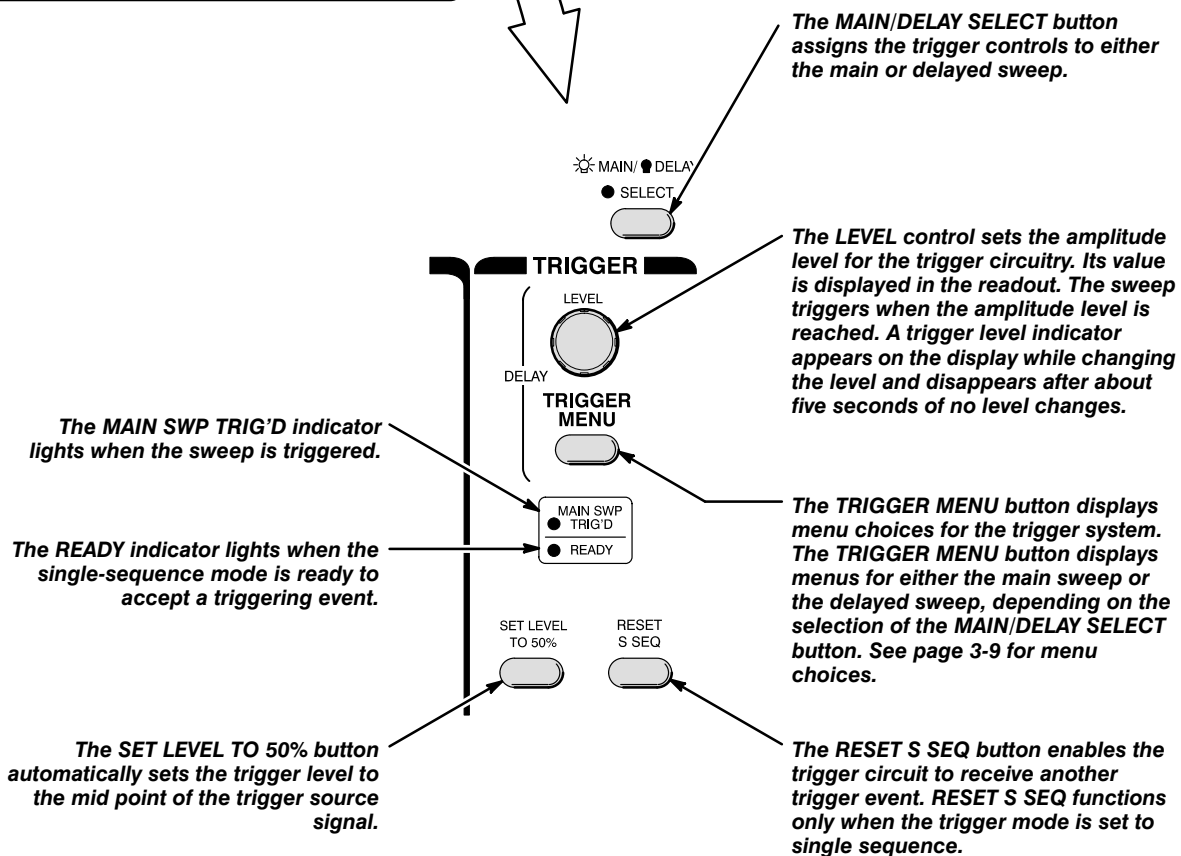 The MAIN/DELAY SELECT button
assigns the trigger controls to either
the main or delayed sweep.
MAIN/ DELAY
SELECT
TRIGGER
LEVEL
DELAY
TRIGGER
MENU
MAIN SWP
TRIG'D
READY
SET LEVEL
TO 50%
RESET
S SEQ
The LEVEL control sets the amplitude
level for the trigger circuitry. Its value
is displayed in the readout. The sweep
triggers when the amplitude level is
reached. A trigger level indicator
appears on the display while changing
the level and disappears after about
five seconds of no level changes.
The MAIN SWP TRIG'D indicator
lights when the sweep is triggered.
The READY indicator lights when the
single-sequence mode is ready to
accept a triggering event.
The TRIGGER MENU button displays
menu choices for the trigger system.
The TRIGGER MENU button displays
menus for either the main sweep or
the delayed sweep, depending on the
selection of the MAIN/DELAY SELECT
button. See page 3-9 for menu
choices.
The SET LEVEL TO 50% button
automatically sets the trigger level to
the mid point of the trigger source
signal.
The RESET S SEQ button enables the
trigger circuit to receive another
trigger event. RESET S SEQ functions
only when the trigger mode is set to
single sequence.